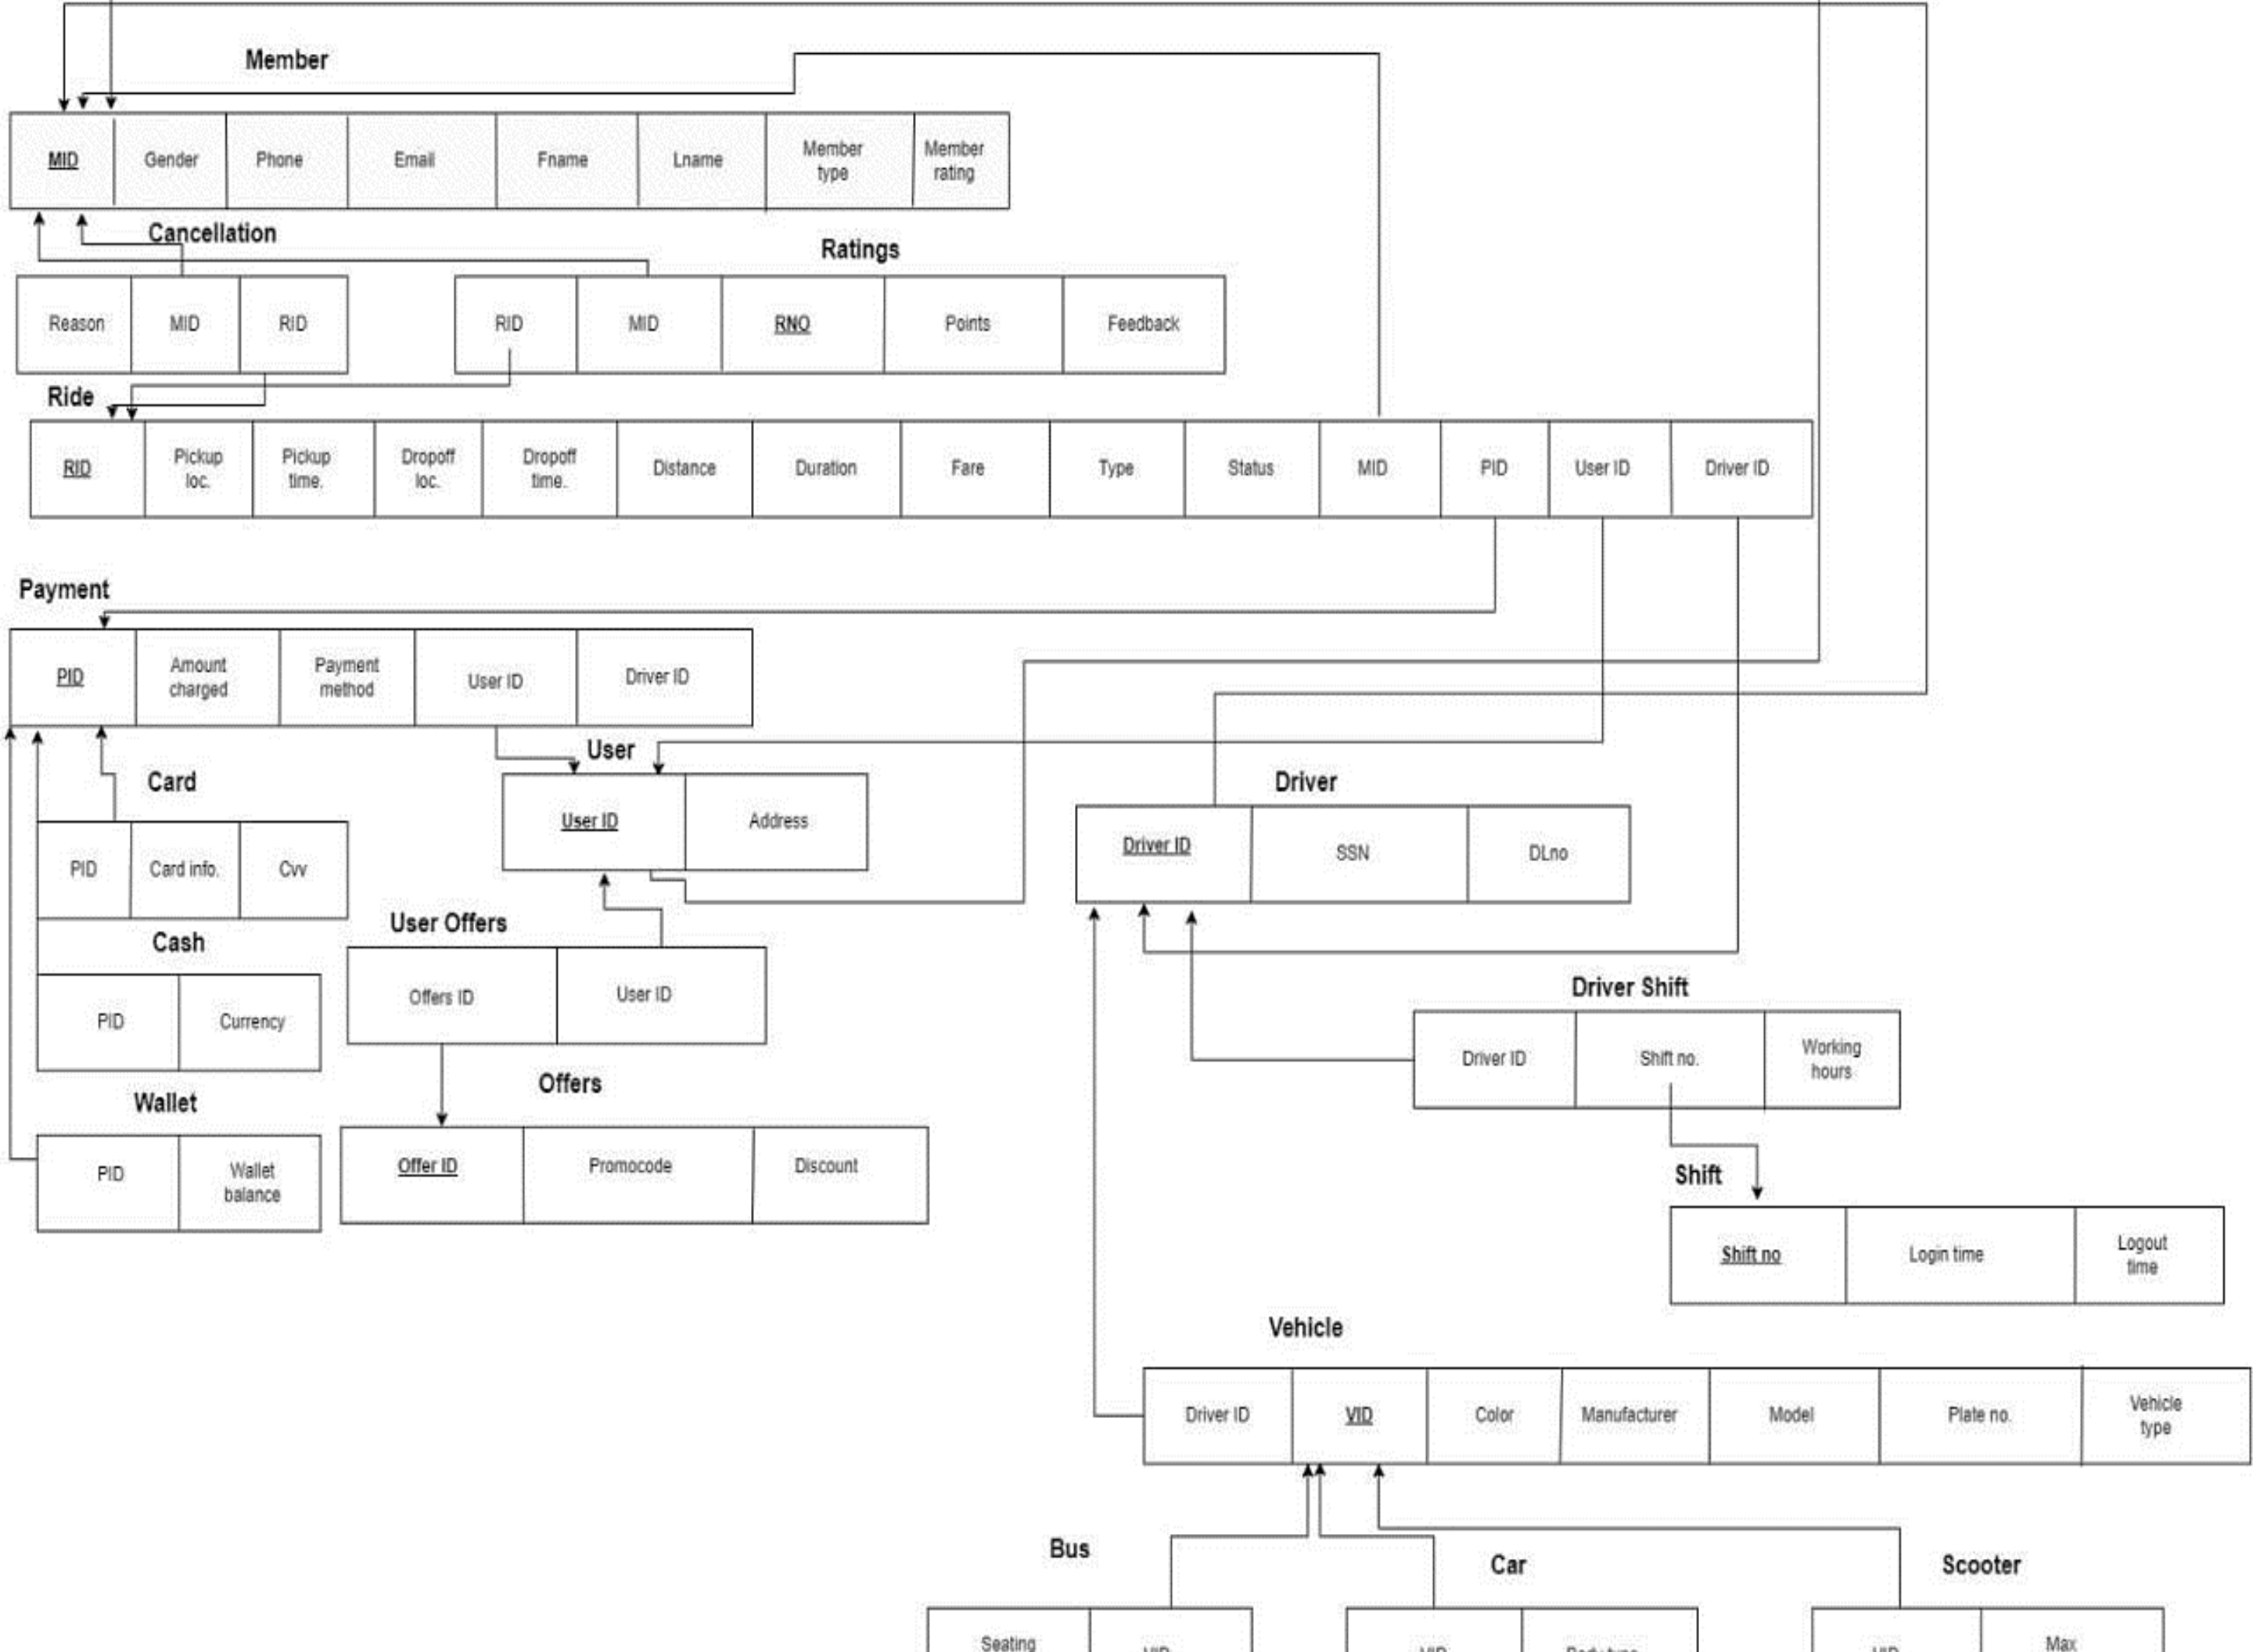 Member
MID
Gender
Phone
Email
Fname
Lname
Member
type
Member
rating
Cancellation
Ratings
Reason
MID
RID
RID
MID
RNO
Points
Feedback
Ride
RID
Pickup
loc.
Pickup
time.
Dropoff
loc.
Dropoff
time.
Distance
Duration
Fare
Type
Status
MID
PID
User ID
Driver ID
Payment
PID
Amount
charged
Payment
method
User ID
Driver ID
User
Card
Driver
User ID
Address
Driver ID
SSN
DLno
PID
Card info.
Cvv
User Offers
Cash
Offers ID
User ID
Driver Shift
PID
Currency
Driver ID
Shift no.
Working
hours
Offers
Wallet
PID
Wallet
balance
Offer ID
Promocode
Discount
Shift
Shift no
Login time
Logout
time
Vehicle
Driver ID
VID
Color
Manufacturer
Model
Plate no.
Vehicle
type
Bus
Car
Scooter
Seating
Max